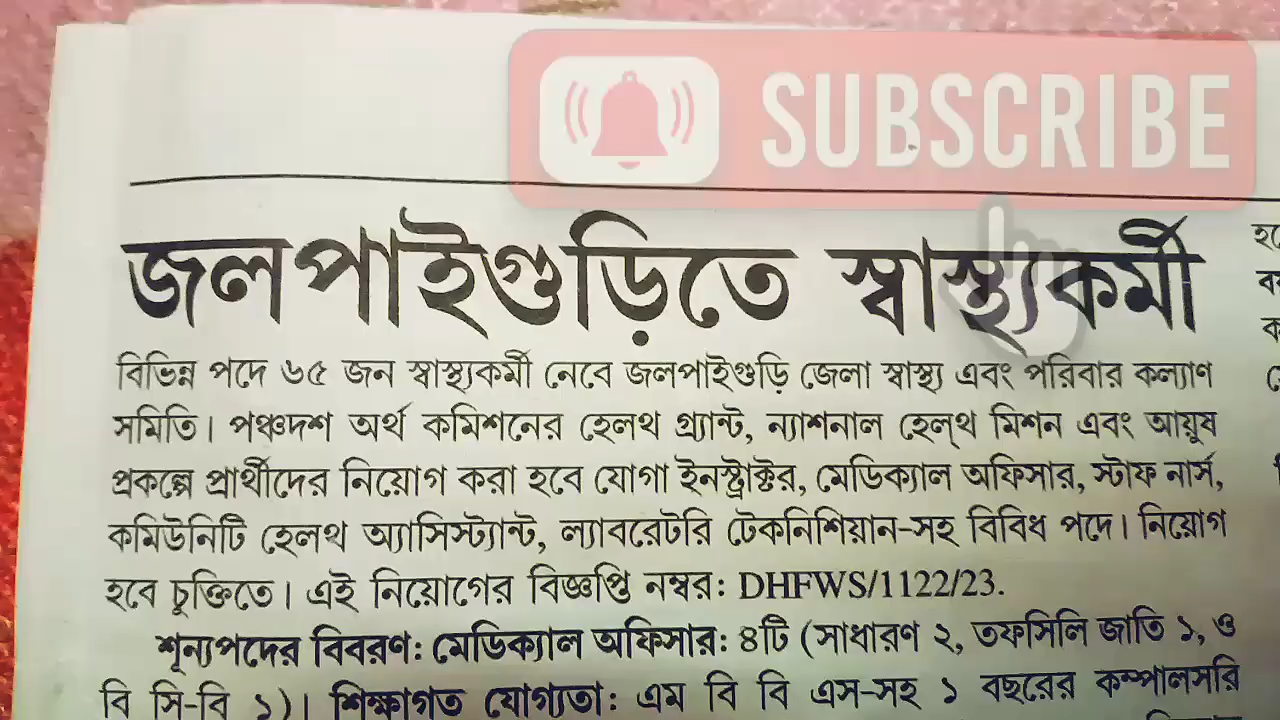 SUBSCRIBE
জলপাইগুড়িতে স্বাস্থ্যকর্মী
বিভিন্ন পদে ৬৫ জন স্বাস্থ্যকর্মী নেবে জলপাইগুড়ি জেলা স্বাস্থ্য এবং পরিবার কল্যাণ
সমিতি। পঞ্চদশ অর্থ কমিশনের হেলথ গ্র্যান্ট, ন্যাশনাল হেল্থ মিশন এবং আয়ুষ
প্রকল্পে প্রার্থীদের নিয়োগ করা হবে যোগা ইনস্ট্রাক্টর, মেডিক্যাল অফিসার, স্টাফ নার্স,
কমিউনিটি হেলথ অ্যাসিস্ট্যান্ট, ল্যাবরেটরি টেকনিশিয়ান-সহ বিবিধ পদে। নিয়োগ
হবে চুক্তিতে। এই নিয়োগের বিজ্ঞপ্তি নম্বর: DHFWS/1122/23.
শূন্যপদের বিবরণ: মেডিক্যাল অফিসার: ৪টি (সাধারণ ২, তফসিলি জাতি ১, ও
বি সি-বি ১)। শিক্ষাগত যোগ্যতা: এম বি বি এস-সহ ১ বছরের কম্পালসরি